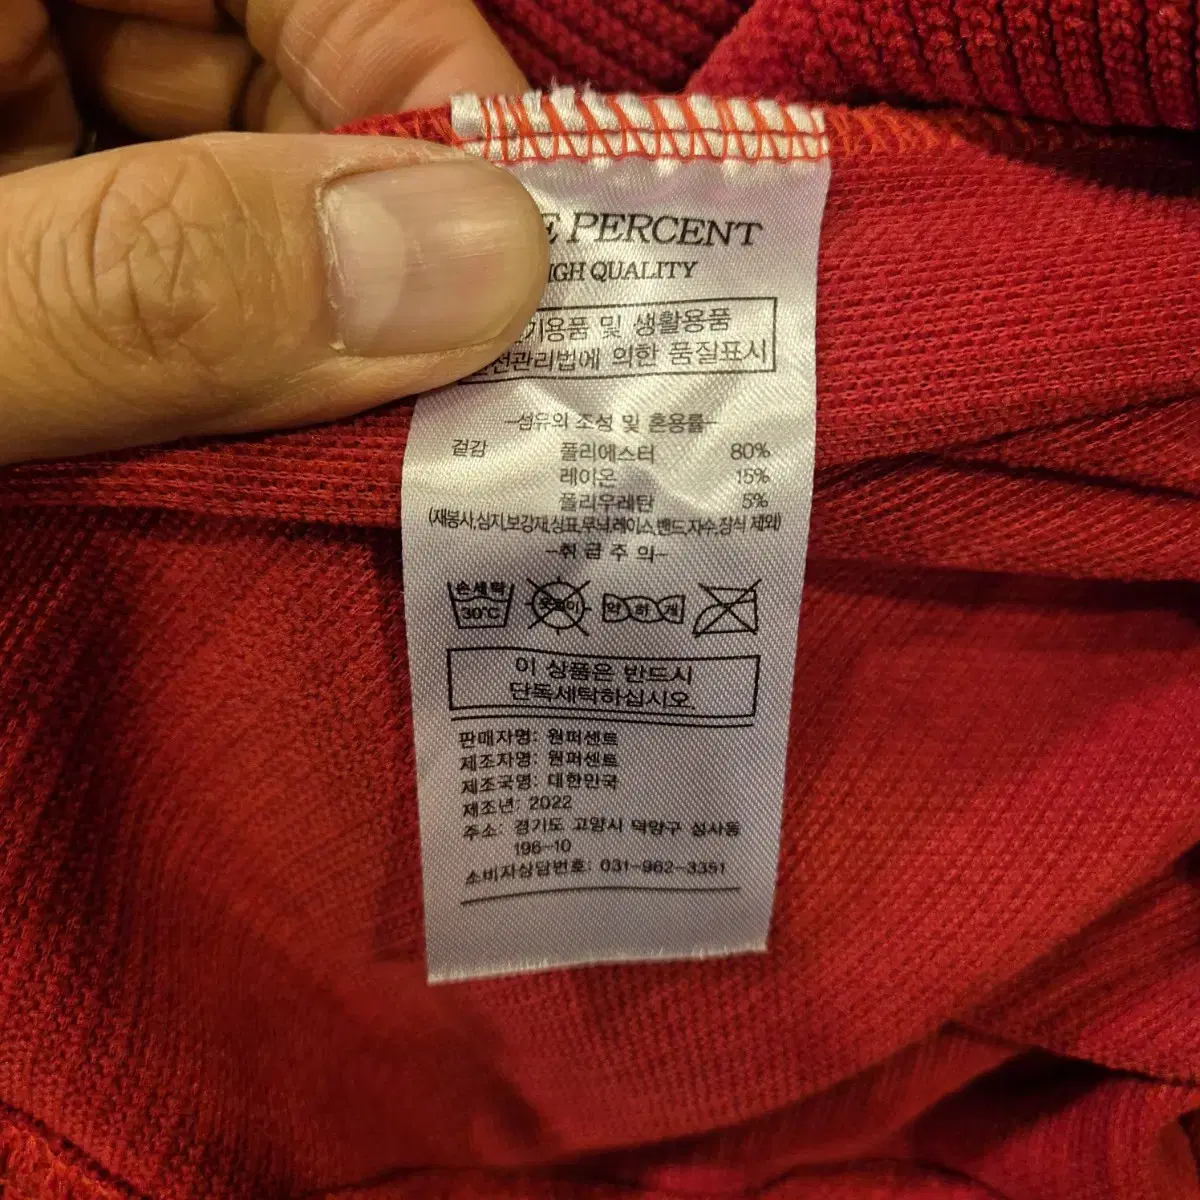 E PERCENT
IGH QUALITY
기용품 및 생활용품
전관리법에 의한 품질표시
-섬유의 조성 및 혼용률-
겉감 폴리에스터 80%
레이온 15%
폴리우레탄 5%
(재봉사,심지,보강재,상표,무늬,레이스,밴드,자수,장식 제외)
-취급주의-
손세탁 30℃ 약하게
이 상품은 반드시
단독세탁하십시오.
판매자명: 원퍼센트
제조자명: 원퍼센트
제조국명: 대한민국
제조년: 2022
주소: 경기도 고양시 덕양구 성사동
196-10
소비자상담번호: 031-962-3351